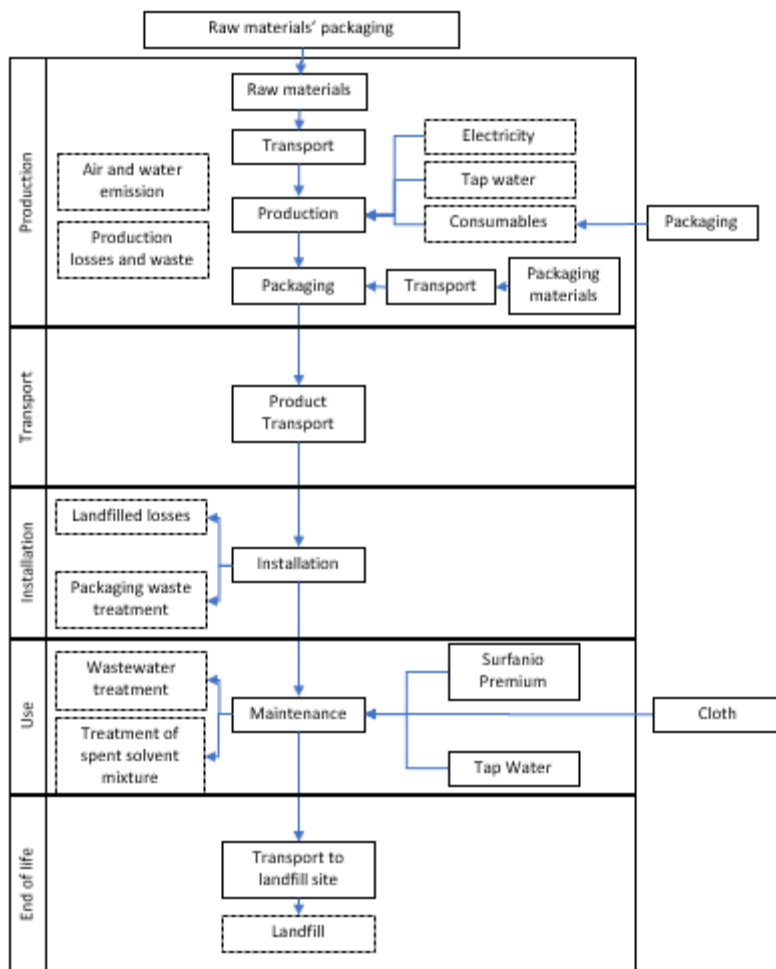 Raw materials' packaging
Production
Raw materials
Transport
Electricity
Air and water
emission
Tap water
Production
Consumables
Packaging
Production
losses and waste
Packaging
Transport
Packaging
materials
Transport
Product
Transport
Installation
Landfilled losses
Installation
Packaging waste
treatment
Use
Wastewater
treatment
Surfanio
Premium
Maintenance
Cloth
Treatment of
spent solvent
mixture
Tap Water
End of life
Transport to
landfill site
Landfill